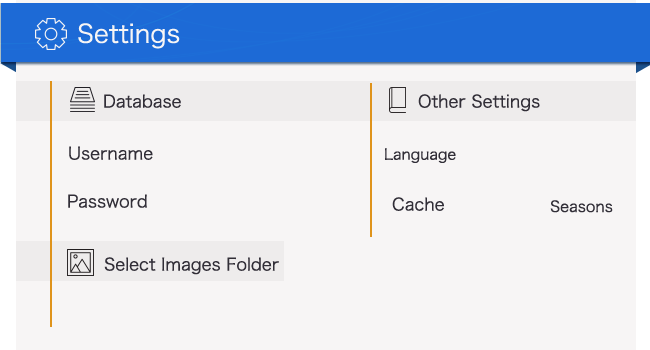 Settings
Database
Username
Password
Select Images Folder
Other Settings
Language
Cache
Seasons